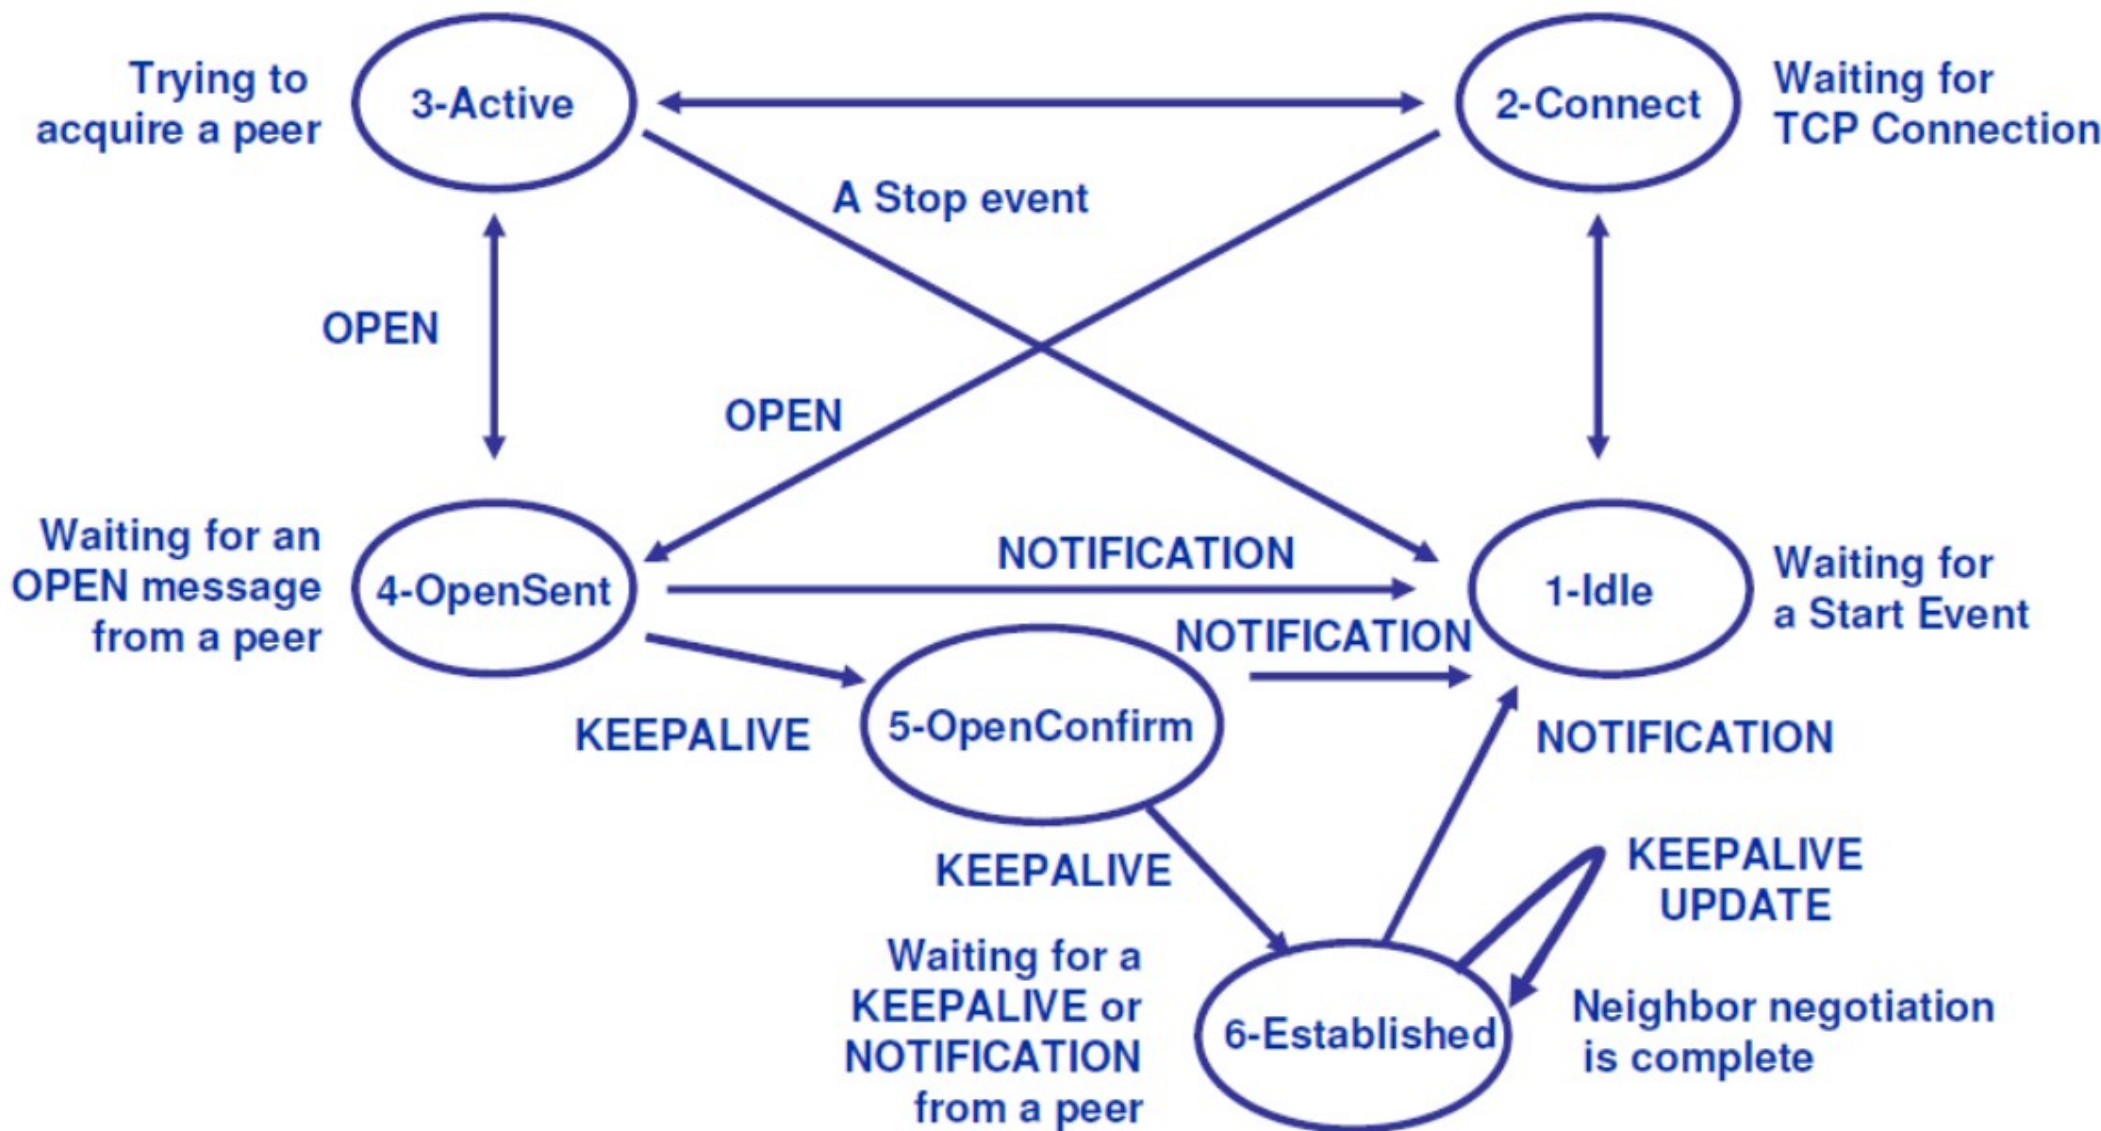 Trying to
acquire a peer
3-Active
2-Connect
Waiting for
TCP Connection
A Stop event
OPEN
OPEN
Waiting for an
OPEN message
from a peer
4-OpenSent
NOTIFICATION
1-Idle
Waiting for
a Start Event
NOTIFICATION
KEEPALIVE
5-OpenConfirm
NOTIFICATION
KEEPALIVE
KEEPALIVE
UPDATE
Waiting for a
KEEPALIVE or
NOTIFICATION
from a peer
6-Established
Neighbor negotiation
is complete